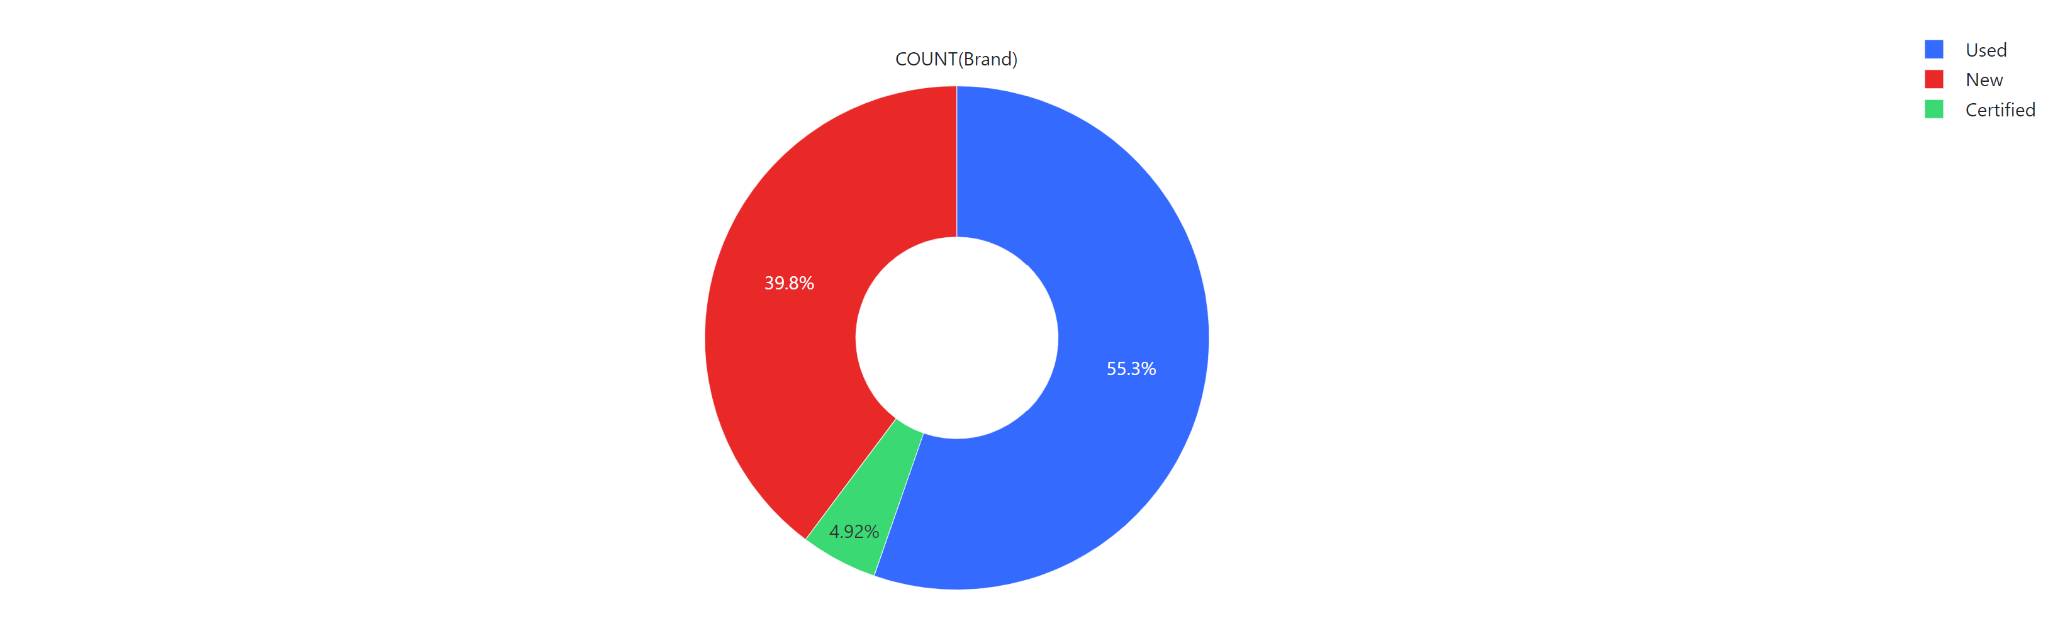 COUNT(Brand)
Used
New
Certified
39.8%
55.3%
4.92%